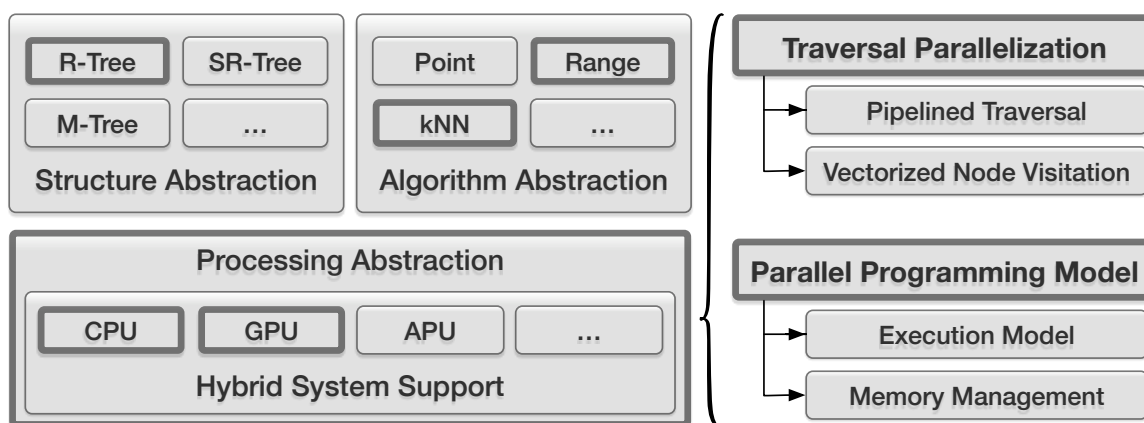 R-Tree SR-Tree
M-Tree ...
Structure Abstraction
Point Range
kNN ...
Algorithm Abstraction
Processing Abstraction
CPU GPU APU ...
Hybrid System Support
Traversal Parallelization
Pipelined Traversal
Vectorized Node Visitation
Parallel Programming Model
Execution Model
Memory Management